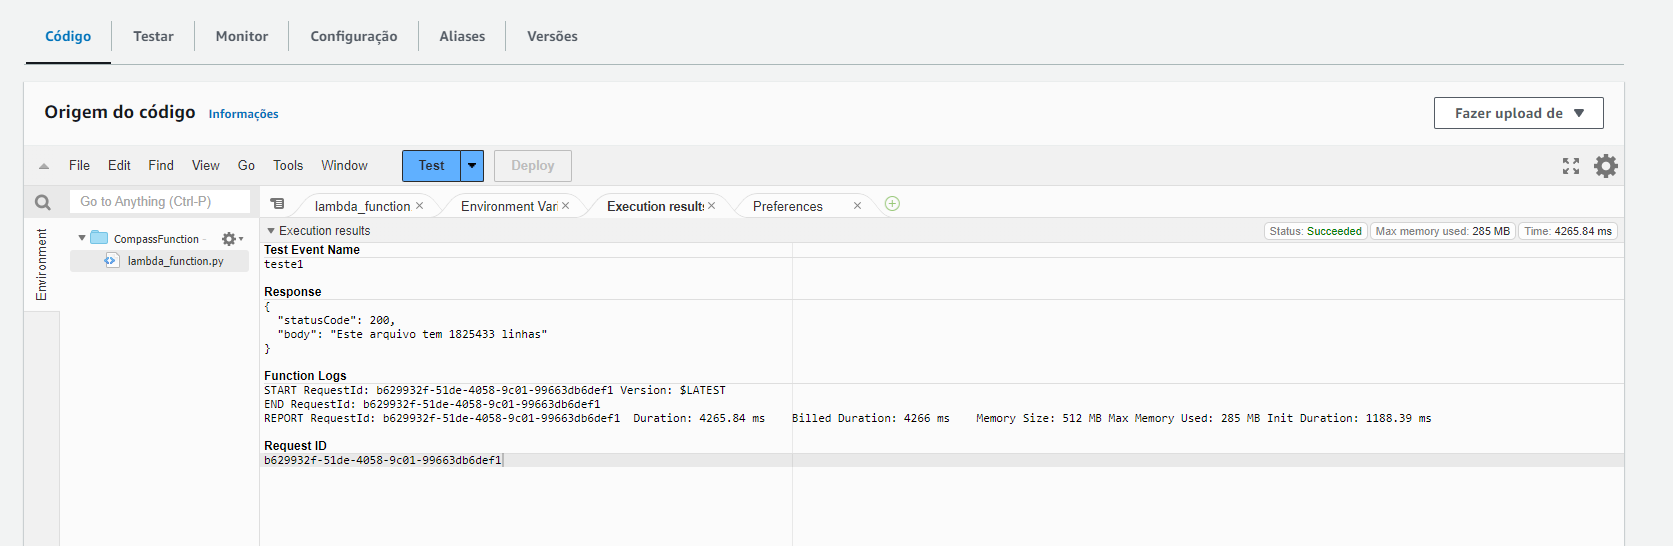 Código Testar Monitor Configuração Aliases Versões
Origem do código Informações Fazer upload de
File Edit Find View Go Tools Window Test Deploy
Go to Anything (Ctrl-P) lambda_function Environment Vari Execution results Preferences
Environment
Execution results Status: Succeeded Max memory used: 285 MB Time: 4265.84 ms
CompassFunction -
lambda_function.py
Test Event Name
teste1
Response
{
"statusCode": 200,
"body": "Este arquivo tem 1825433 linhas"
}
Function Logs
START RequestId: b629932f-51de-4058-9c01-99663db6def1 Version: $LATEST
END RequestId: b629932f-51de-4058-9c01-99663db6def1
REPORT RequestId: b629932f-51de-4058-9c01-99663db6def1 Duration: 4265.84 ms Billed Duration: 4266 ms Memory Size: 512 MB Max Memory Used: 285 MB Init Duration: 1188.39 ms
Request ID
b629932f-51de-4058-9c01-99663db6def1